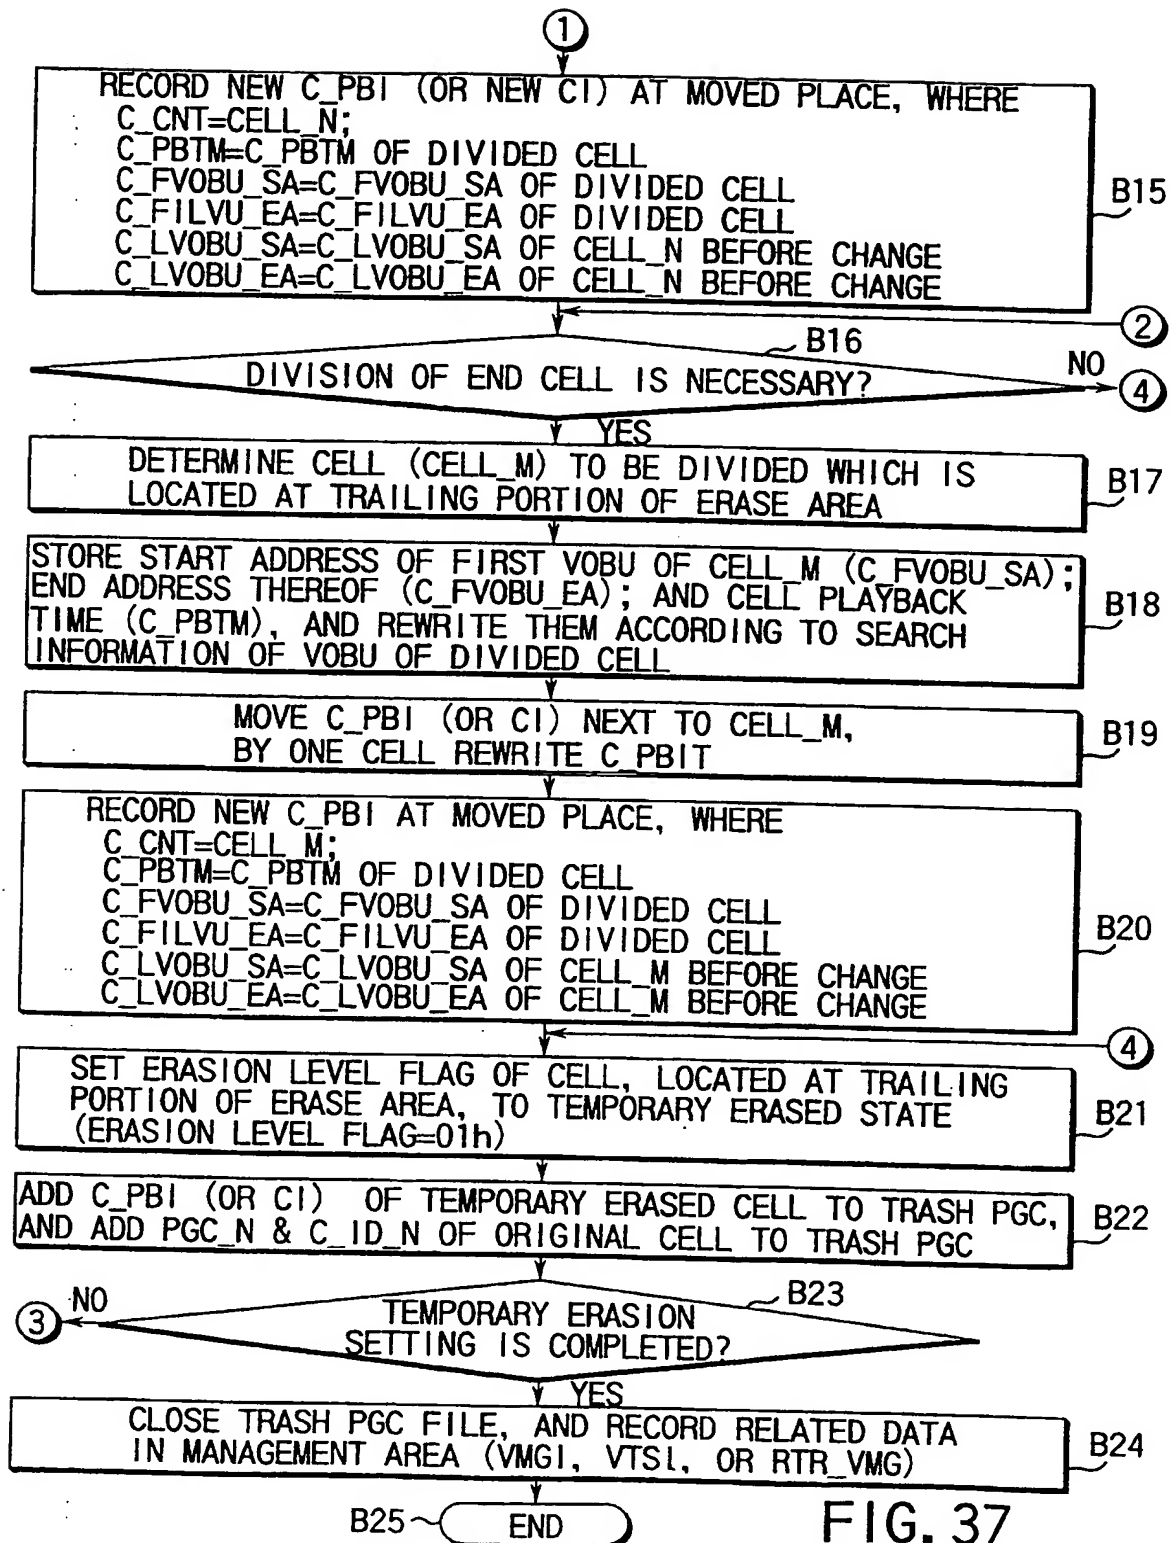 1
RECORD NEW C_PBI (OR NEW CI) AT MOVED PLACE, WHERE
C_CNT=CELL_N;
C_PBTM=C_PBTM OF DIVIDED CELL
C_FVOBU_SA=C_FVOBU_SA OF DIVIDED CELL
C_FILVU_EA=C_FILVU_EA OF DIVIDED CELL
C_LVOBU_SA=C_LVOBU_SA OF CELL_N BEFORE CHANGE
C_LVOBU_EA=C_LVOBU_EA OF CELL_N BEFORE CHANGE
B15
2
B16
DIVISION OF END CELL IS NECESSARY?
NO
4
YES
DETERMINE CELL (CELL_M) TO BE DIVIDED WHICH IS
LOCATED AT TRAILING PORTION OF ERASE AREA
B17
STORE START ADDRESS OF FIRST VOBU OF CELL_M (C_FVOBU_SA);
END ADDRESS THEREOF (C_FVOBU_EA); AND CELL PLAYBACK
TIME (C_PBTM), AND REWRITE THEM ACCORDING TO SEARCH
INFORMATION OF VOBU OF DIVIDED CELL
B18
MOVE C_PBI (OR CI) NEXT TO CELL_M,
BY ONE CELL REWRITE C_PBIT
B19
RECORD NEW C_PBI AT MOVED PLACE, WHERE
C_CNT=CELL_M;
C_PBTM=C_PBTM OF DIVIDED CELL
C_FVOBU_SA=C_FVOBU_SA OF DIVIDED CELL
C_FILVU_EA=C_FILVU_EA OF DIVIDED CELL
C_LVOBU_SA=C_LVOBU_SA OF CELL_M BEFORE CHANGE
C_LVOBU_EA=C_LVOBU_EA OF CELL_M BEFORE CHANGE
B20
4
SET ERASION LEVEL FLAG OF CELL, LOCATED AT TRAILING
PORTION OF ERASE AREA, TO TEMPORARY ERASED STATE
(ERASION LEVEL FLAG=01h)
B21
ADD C_PBI (OR CI) OF TEMPORARY ERASED CELL TO TRASH PGC,
AND ADD PGC_N & C_ID_N OF ORIGINAL CELL TO TRASH PGC
B22
B23
TEMPORARY ERASION
SETTING IS COMPLETED?
NO
3
YES
CLOSE TRASH PGC FILE, AND RECORD RELATED DATA
IN MANAGEMENT AREA (VMGI, VTSI, OR RTR_VMG)
B24
B25
END
FIG. 37